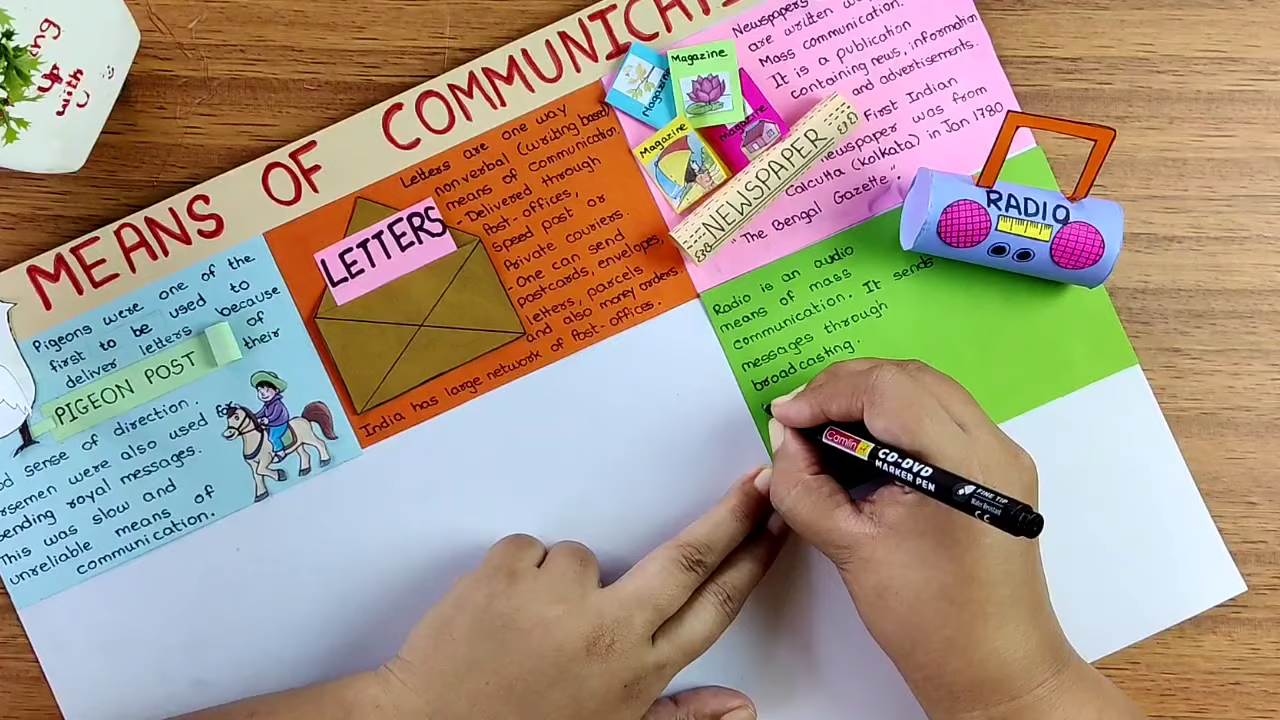 MEANS OF COMMUNICATI
Pigeons were one of the
first to be used to
deliver letters because
of
their
PIGEON POST
sense of direction.
were also used for
sending royal messages.
This was slow and
unreliable means of
communication.
LETTERS
Letters are one way
nonverbal (writing based)
means of communication.
- Delivered through
Post-offices,
speed post or
Private couriers.
- One can send
postcards, envelopes,
letters, parcels
and also money orders.
India has large network of Post-offices.
Magazine
Magazine
Magazine
Magazine
NEWSPAPER
Newspapers
are written
Mass communication.
It is a publication
containing news, information
and advertisements.
First Indian
newspaper was from
Calcutta (Kolkata) in Jan 1780
"The Bengal Gazette".
RADIO
Radio is an audio
means of mass
communication. It sends
messages through
broadcasting.
Camlin
CD-DVD
MARKER PEN
FINE TIP
Water Resistant
with